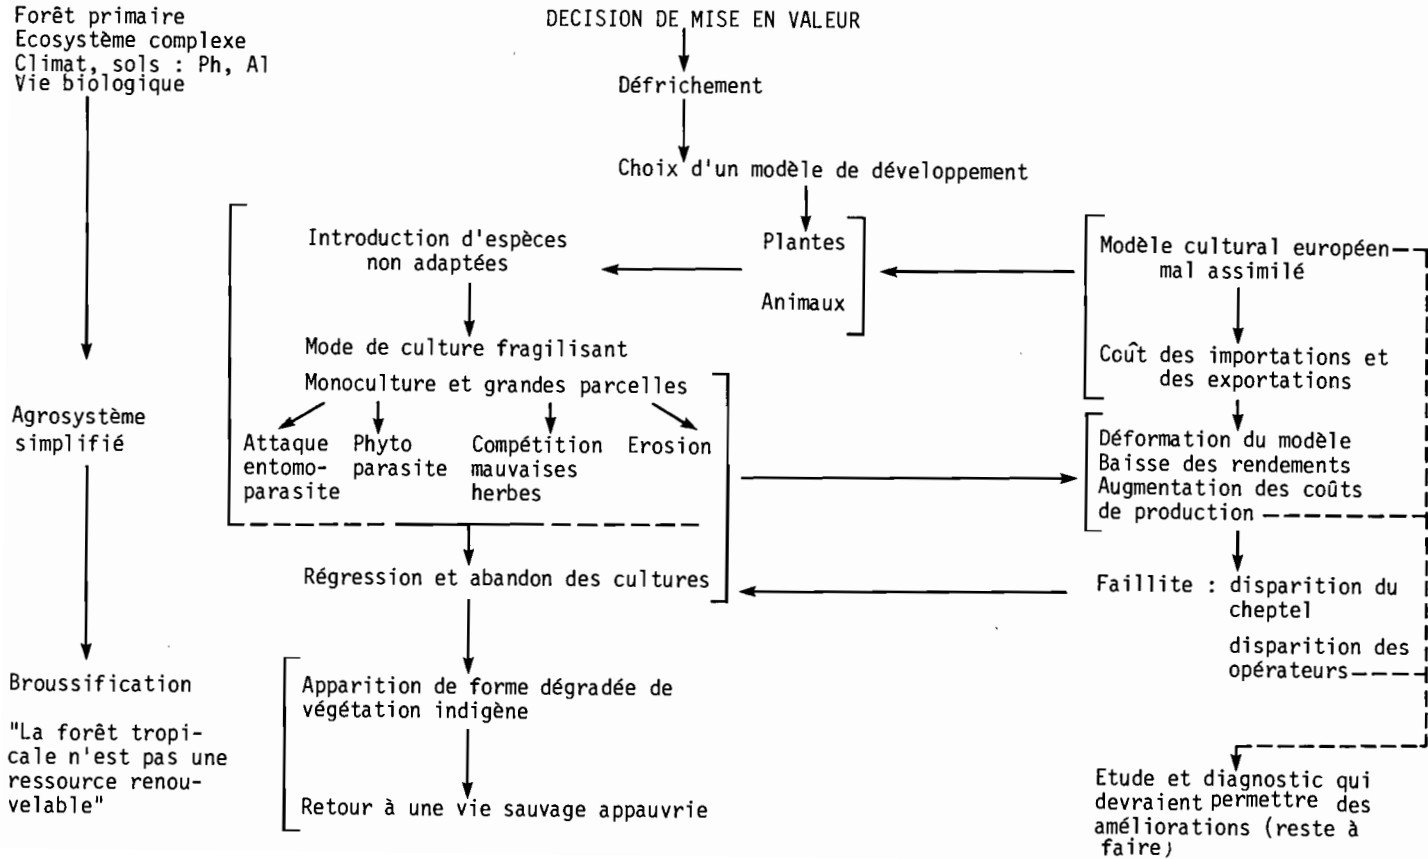 Forêt primaire
Ecosystème complexe
Climat, sols : Ph, Al
Vie biologique
Agrosystème
simplifié
Broussification
"La forêt tropi-
cale n'est pas une
ressource renou-
velable"
DECISION DE MISE EN VALEUR
Défrichement
Choix d'un modèle de développement
Plantes
Animaux
Introduction d'espèces
non adaptées
Mode de culture fragilisant
Monoculture et grandes parcelles
Attaque
entomo-
parasite
Phyto
parasite
Compétition
mauvaises
herbes
Erosion
Régression et abandon des cultures
Apparition de forme dégradée de
végétation indigène
Retour à une vie sauvage appauvrie
Modèle cultural européen
mal assimilé
Coût des importations et
des exportations
Déformation du modèle
Baisse des rendements
Augmentation des coûts
de production
Faillite : disparition du
cheptel
disparition des
opérateurs
Etude et diagnostic qui
devraient permettre des
améliorations (reste à
faire)